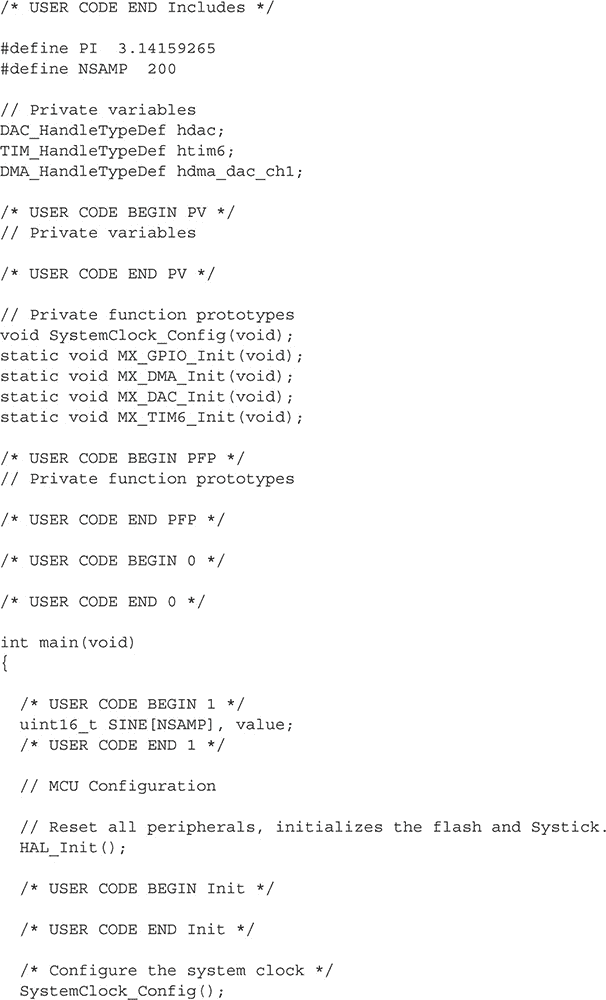 /* USER CODE END Includes */
#define PI  3.14159265
#define NSAMP  200
// Private variables
DAC_HandleTypeDef hdac;
TIM_HandleTypeDef htim6;
DMA_HandleTypeDef hdma_dac_ch1;
/* USER CODE BEGIN PV */
// Private variables
/* USER CODE END PV */
// Private function prototypes
void SystemClock_Config(void);
static void MX_GPIO_Init(void);
static void MX_DMA_Init(void);
static void MX_DAC_Init(void);
static void MX_TIM6_Init(void);
/* USER CODE BEGIN PFP */
// Private function prototypes
/* USER CODE END PFP */
/* USER CODE BEGIN 0 */
/* USER CODE END 0 */
int main(void)
{
  /* USER CODE BEGIN 1 */
  uint16_t SINE[NSAMP], value;
  /* USER CODE END 1 */
  // MCU Configuration
  // Reset all peripherals, initializes the flash and Systick.
  HAL_Init();
  /* USER CODE BEGIN Init */
  /* USER CODE END Init */
  /* Configure the system clock */
  SystemClock_Config();